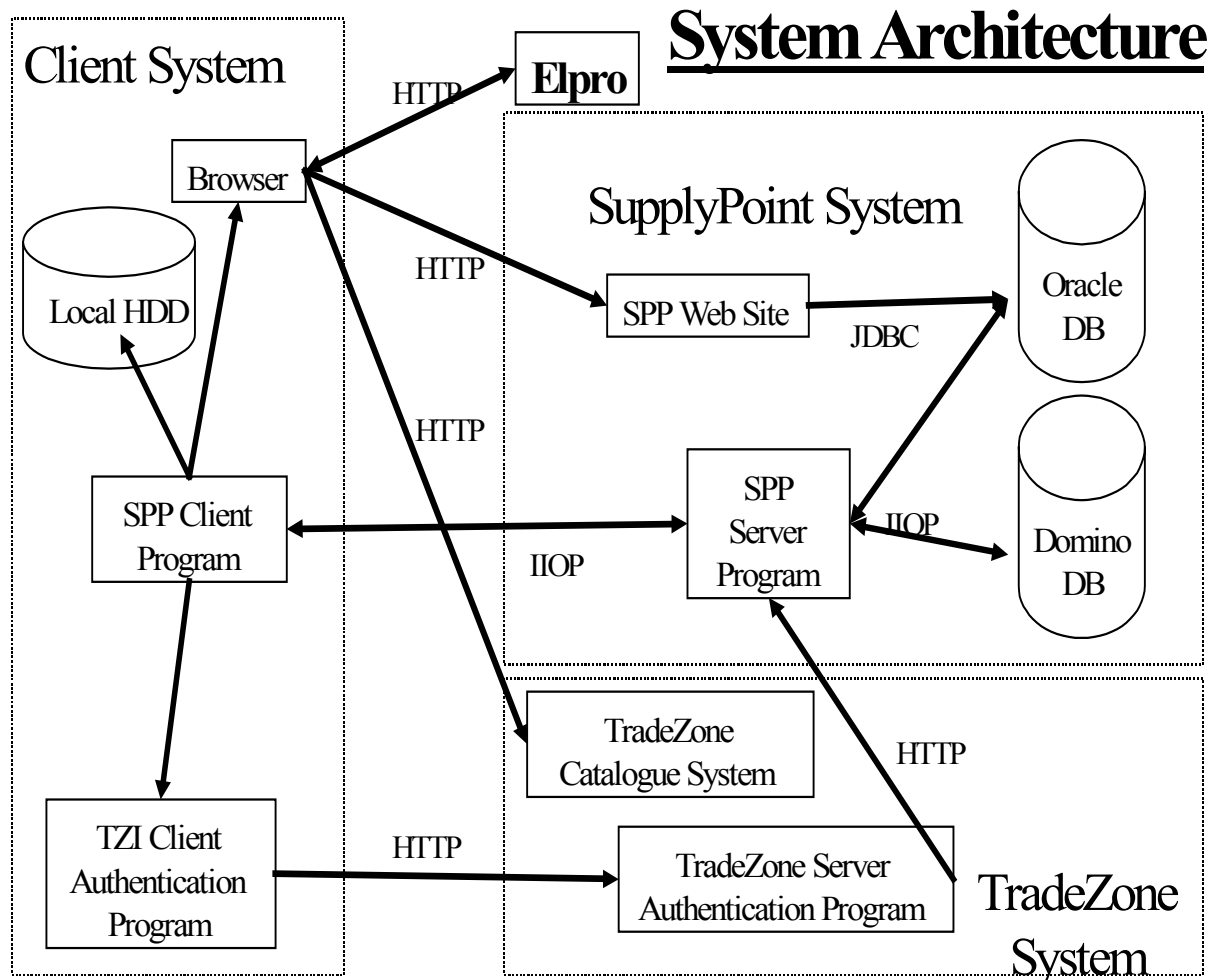 System Architecture
Client System
Elpro
HTTP
Browser
SupplyPoint System
HTTP
Local HDD
SPP Web Site
JDBC
Oracle
DB
HTTP
SPP Client
Program
IIOP
SPP
Server
Program
IIOP
Domino
DB
TradeZone
Catalogue System
HTTP
TZI Client
Authentication
Program
HTTP
TradeZone Server
Authentication Program
TradeZone
System